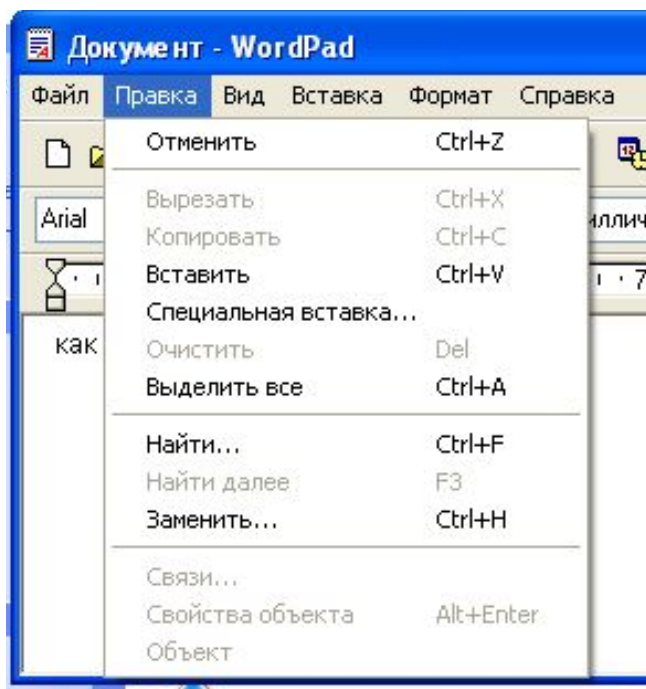 Документ - WordPad
Файл Правка Вид Вставка Формат Справка
Отменить Ctrl+Z
12
Вырезать Ctrl+X
Arial
Копировать Ctrl+C
Вставить Ctrl+V
7
Специальная вставка...
как
Очистить Del
Выделить все Ctrl+A
Найти... Ctrl+F
Найти далее F3
Заменить... Ctrl+H
Связи...
Свойства объекта Alt+Enter
Объект